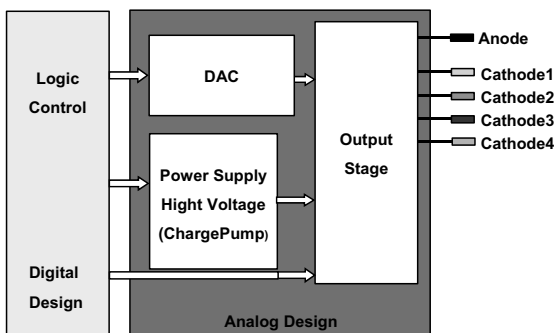 Logic
Control
Digital
Design
DAC
Power Supply
Hight Voltage
(ChargePump)
Output
Stage
Analog Design
Anode
Cathode1
Cathode2
Cathode3
Cathode4